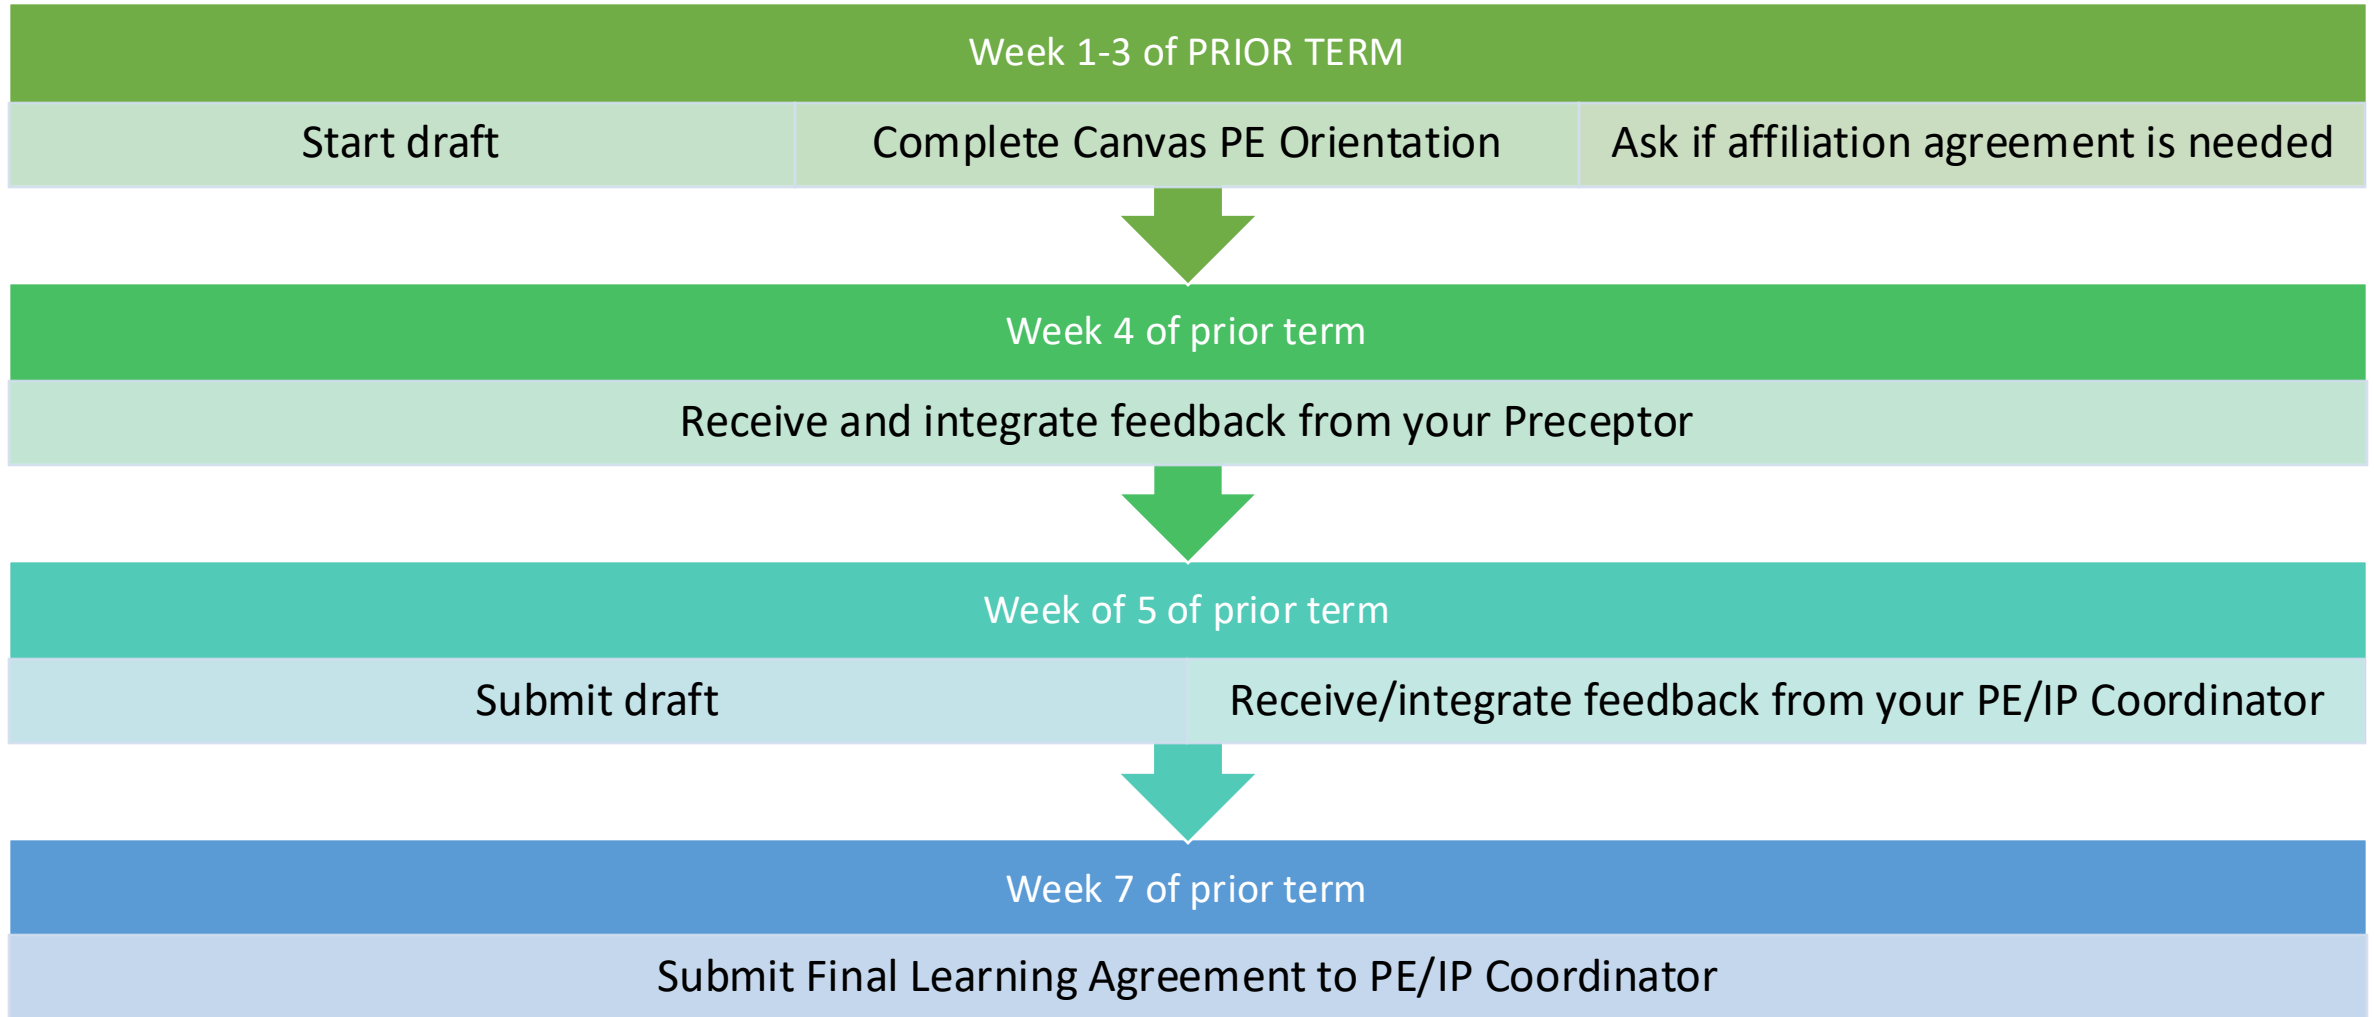 Week 1-3 of PRIOR TERM
Start draft
Complete Canvas PE Orientation
Ask if affiliation agreement is needed
Week 4 of prior term
Receive and integrate feedback from your Preceptor
Week of 5 of prior term
Submit draft
Receive/integrate feedback from your PE/IP Coordinator
Week 7 of prior term
Submit Final Learning Agreement to PE/IP Coordinator